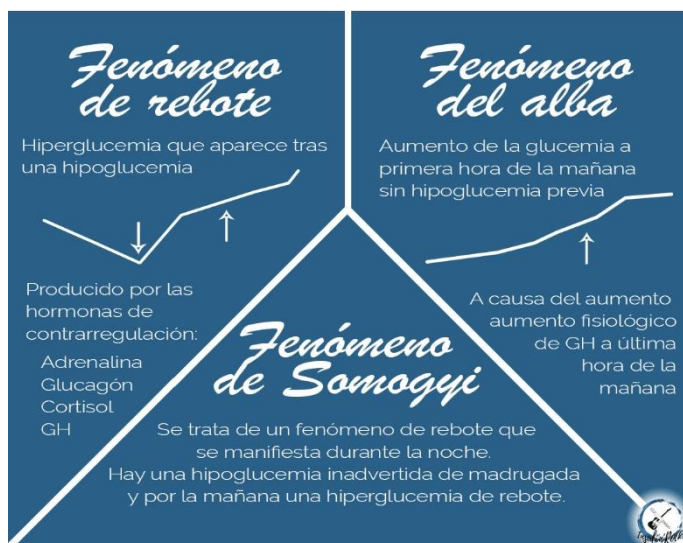 Fenómeno
de rebote
Hiperglucemia que aparece tras
una hipoglucemia
Producido por las
hormonas de
contrarregulación:
Adrenalina
Glucagón
Cortisol
GH
Fenómeno
del alba
Aumento de la glucemia a
primera hora de la mañana
sin hipoglucemia previa
A causa del aumento
aumento fisiológico
de GH a última
hora de la
mañana
Fenómeno
de Somogyi
Se trata de un fenómeno de rebote que
se manifiesta durante la noche.
Hay una hipoglucemia inadvertida de madrugada
y por la mañana una hiperglucemia de rebote.